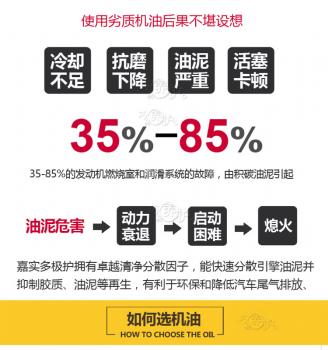 使用劣质机油后果不堪设想
冷却 抗磨 油泥 活塞
不足 下降 严重 卡顿
35%-85%
35-85%的发动机燃烧室和润滑系统的故障，由积碳油泥引起
油泥危害 动力衰退 启动困难 熄火
嘉实多极护拥有卓越清净分散因子，能快速分散引擎油泥并
抑制胶质、油泥等再生，有利于环保和降低汽车尾气排放、
如何选机油
HOW TO CHOOSE THE OIL